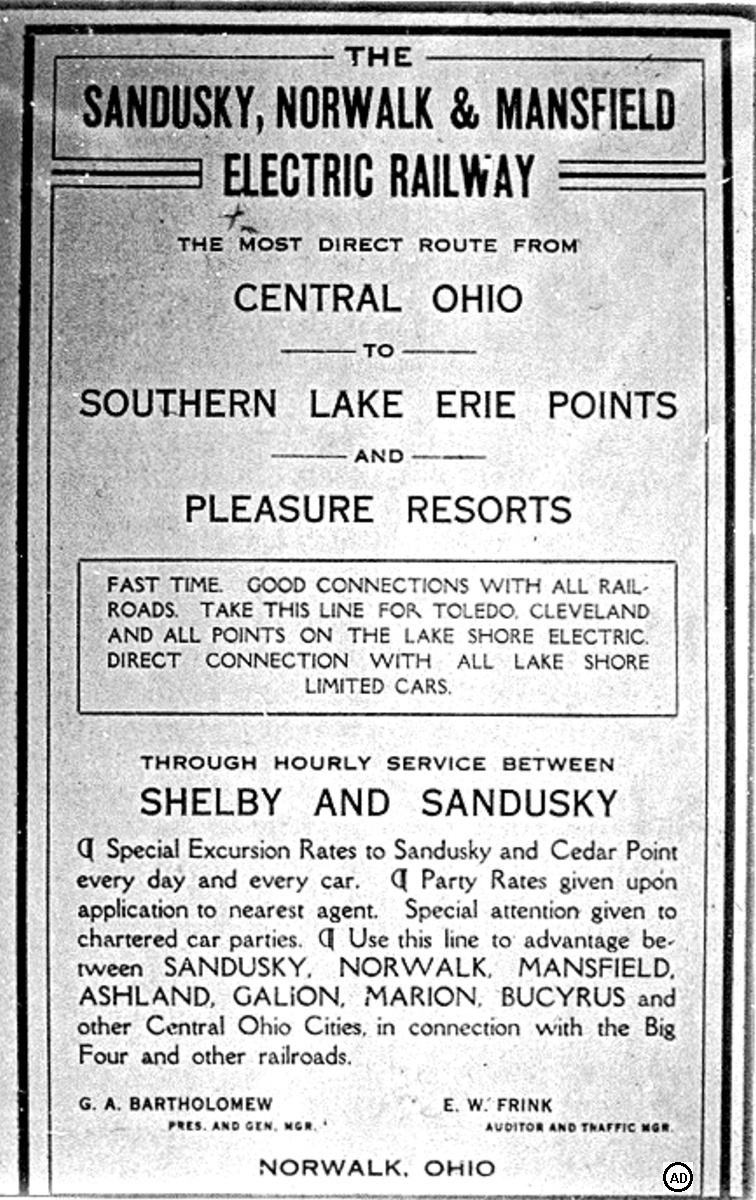 THE
SANDUSKY, NORWALK & MANSFIELD
ELECTRIC RAILWAY
THE MOST DIRECT ROUTE FROM
CENTRAL OHIO
TO
SOUTHERN LAKE ERIE POINTS
AND
PLEASURE RESORTS
FAST TIME. GOOD CONNECTIONS WITH ALL RAIL-
ROADS. TAKE THIS LINE FOR TOLEDO, CLEVELAND
AND ALL POINTS ON THE LAKE SHORE ELECTRIC.
DIRECT CONNECTION WITH ALL LAKE SHORE
LIMITED CARS.
THROUGH HOURLY SERVICE BETWEEN
SHELBY AND SANDUSKY
¶ Special Excursion Rates to Sandusky and Cedar Point
every day and every car. ¶ Party Rates given upon
application to nearest agent. Special attention given to
chartered car parties. ¶ Use this line to advantage be-
tween SANDUSKY, NORWALK, MANSFIELD,
ASHLAND, GALION, MARION, BUCYRUS and
other Central Ohio Cities, in connection with the Big
Four and other railroads.
G. A. BARTHOLOMEW E. W. FRINK
PRES. AND GEN. MGR. AUDITOR AND TRAFFIC MGR.
NORWALK, OHIO
AD